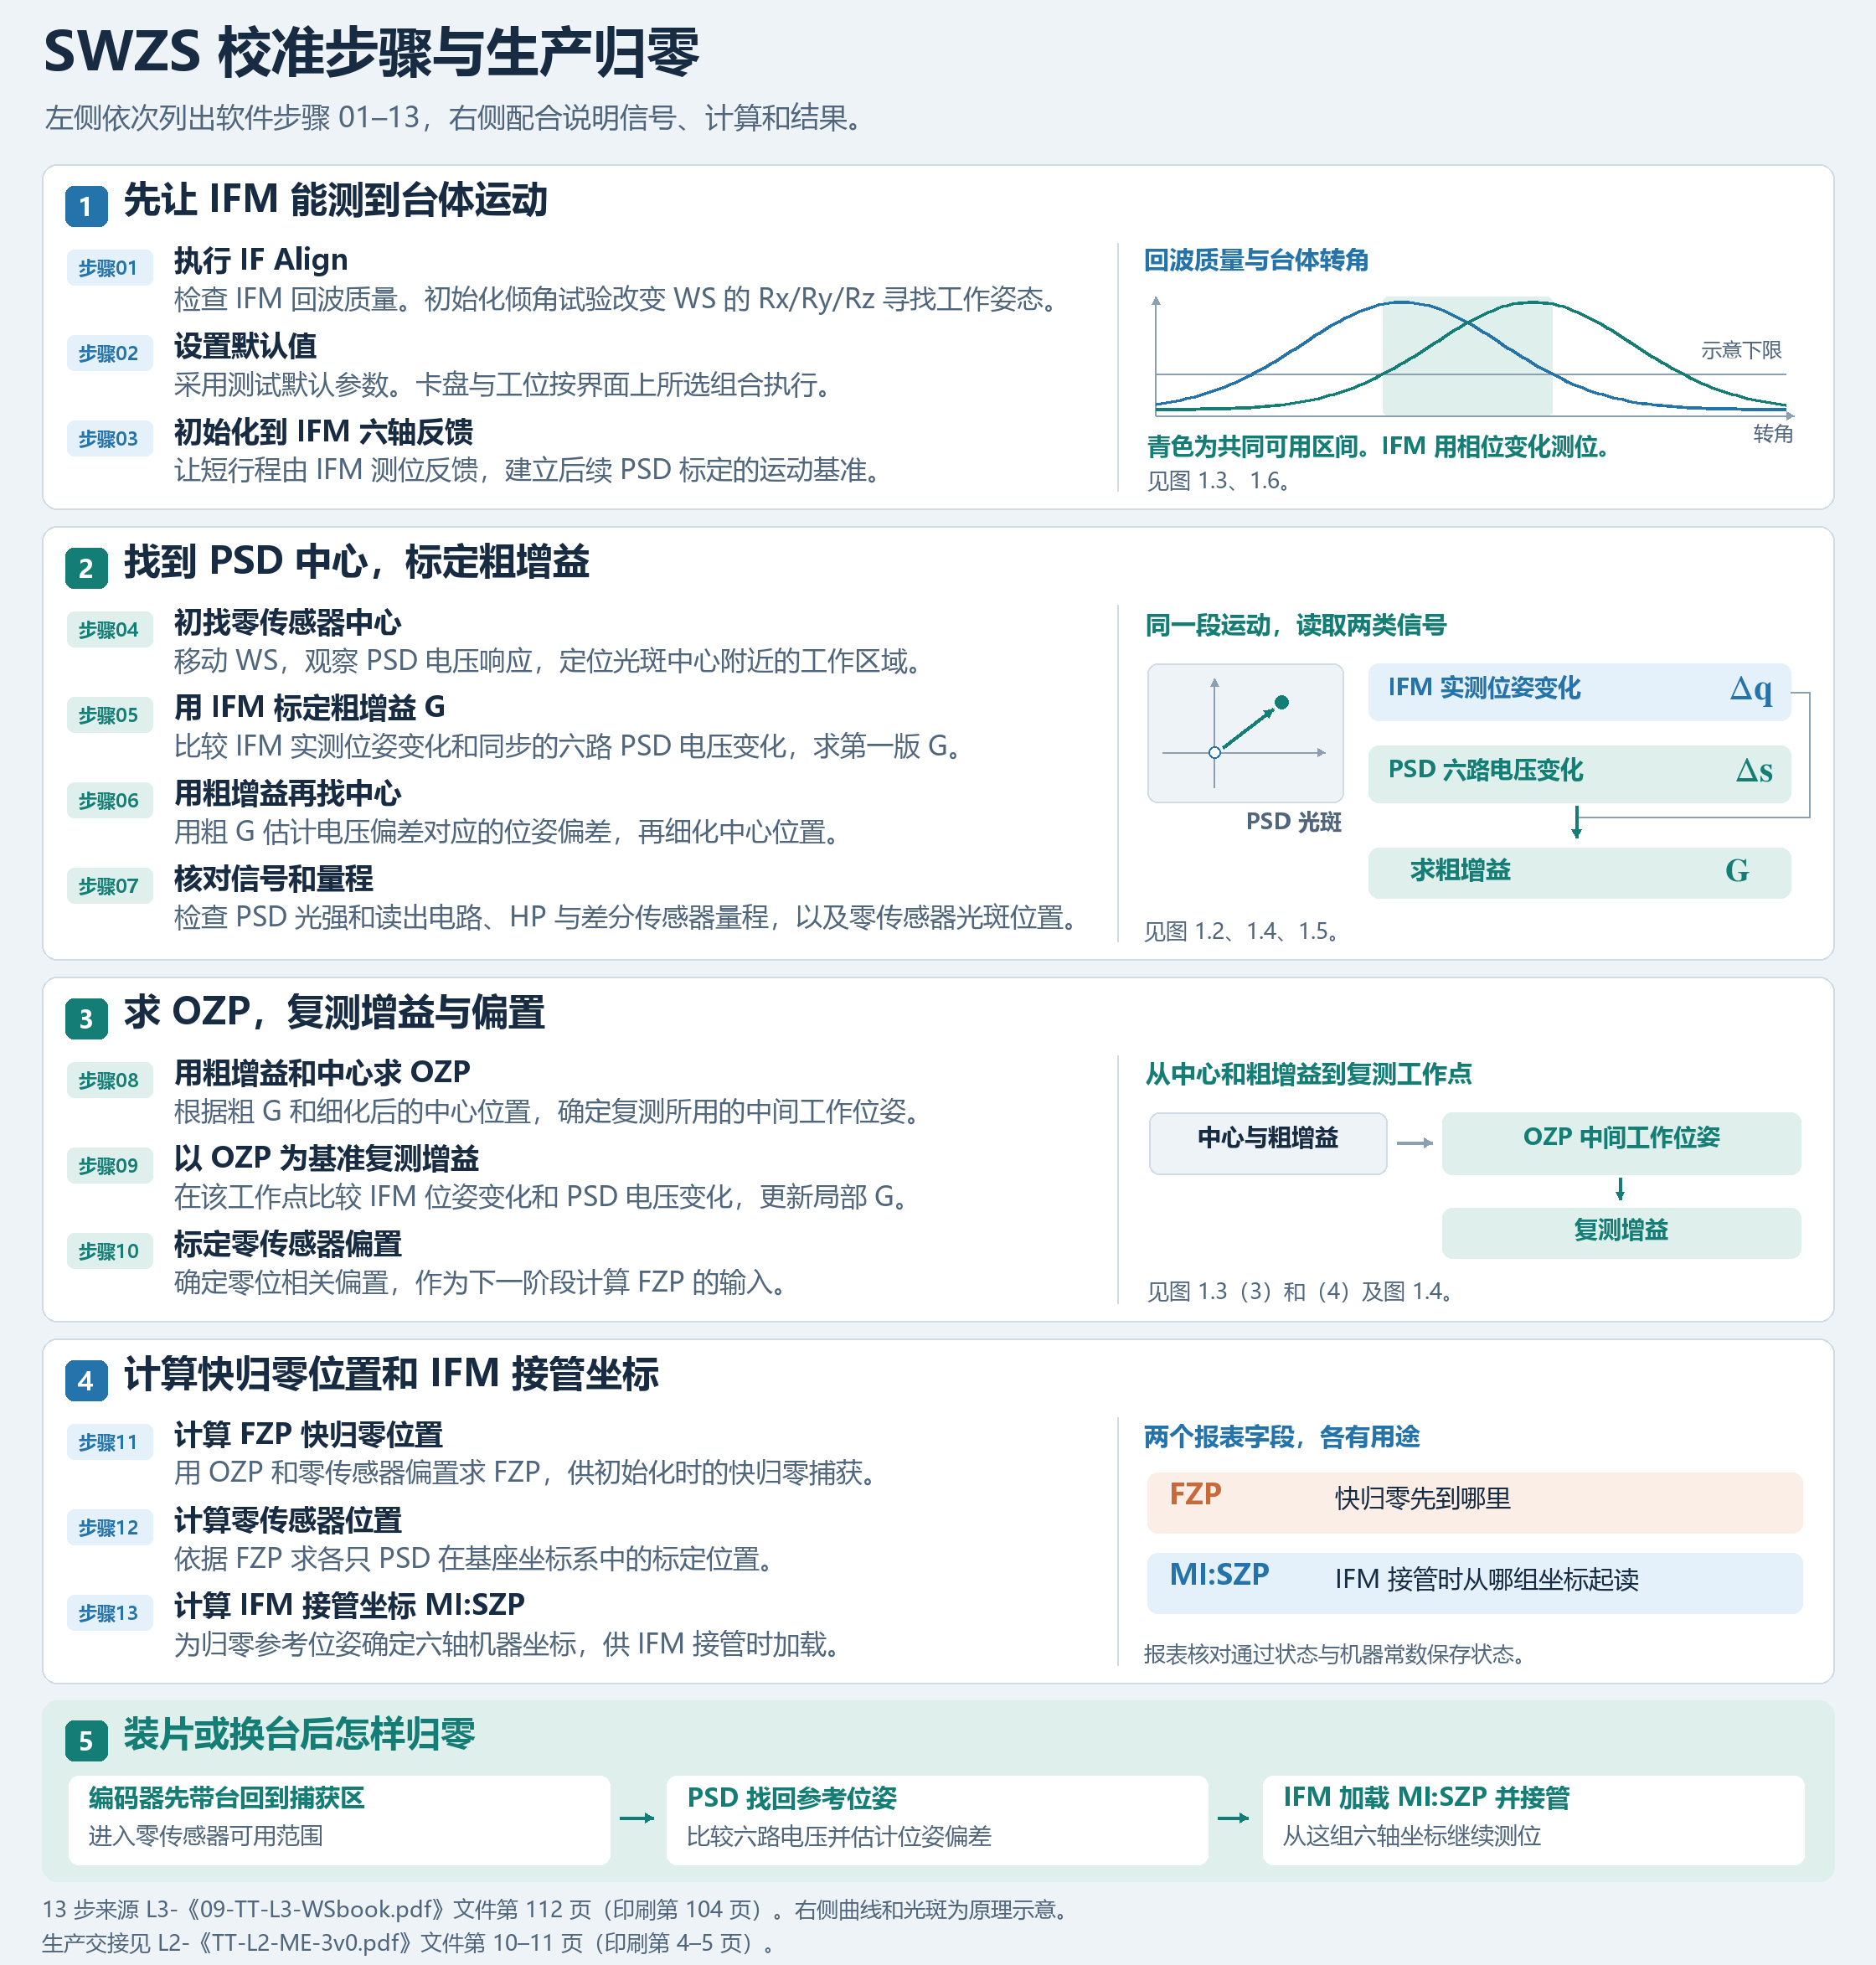 SWZS 校准步骤与生产归零
左侧依次列出软件步骤 01–13，右侧配合说明信号、计算和结果。
1 先让 IFM 能测到台体运动
步骤01 执行 IF Align
检查 IFM 回波质量。初始化倾角试验改变 WS 的 Rx/Ry/Rz 寻找工作姿态。
步骤02 设置默认值
采用测试默认参数。卡盘与工位按界面上所选组合执行。
步骤03 初始化到 IFM 六轴反馈
让短行程由 IFM 测位反馈，建立后续 PSD 标定的运动基准。
回波质量与台体转角
示意下限
转角
青色为共同可用区间。IFM 用相位变化测位。
见图 1.3、1.6。
2 找到 PSD 中心，标定粗增益
步骤04 初找零传感器中心
移动 WS，观察 PSD 电压响应，定位光斑中心附近的工作区域。
步骤05 用 IFM 标定粗增益 G
比较 IFM 实测位姿变化和同步的六路 PSD 电压变化，求第一版 G。
步骤06 用粗增益再找中心
用粗 G 估计电压偏差对应的位姿偏差，再细化中心位置。
步骤07 核对信号和量程
检查 PSD 光强和读出电路、HP 与差分传感器量程，以及零传感器光斑位置。
同一段运动，读取两类信号
IFM 实测位姿变化 Δq
PSD 六路电压变化 Δs
PSD 光斑
求粗增益 G
见图 1.2、1.4、1.5。
3 求 OZP，复测增益与偏置
步骤08 用粗增益和中心求 OZP
根据粗 G 和细化后的中心位置，确定复测所用的中间工作位姿。
步骤09 以 OZP 为基准复测增益
在该工作点比较 IFM 位姿变化和 PSD 电压变化，更新局部 G。
步骤10 标定零传感器偏置
确定零位相关偏置，作为下一阶段计算 FZP 的输入。
从中心和粗增益到复测工作点
中心与粗增益
OZP 中间工作位姿
复测增益
见图 1.3（3）和（4）及图 1.4。
4 计算快归零位置和 IFM 接管坐标
步骤11 计算 FZP 快归零位置
用 OZP 和零传感器偏置求 FZP，供初始化时的快归零捕获。
步骤12 计算零传感器位置
依据 FZP 求各只 PSD 在基座坐标系中的标定位置。
步骤13 计算 IFM 接管坐标 MI:SZP
为归零参考位姿确定六轴机器坐标，供 IFM 接管时加载。
两个报表字段，各有用途
FZP 快归零先到哪里
MI:SZP IFM 接管时从哪组坐标起读
报表核对通过状态与机器常数保存状态。
5 装片或换台后怎样归零
编码器先带台回到捕获区
进入零传感器可用范围
PSD 找回参考位姿
比较六路电压并估计位姿偏差
IFM 加载 MI:SZP 并接管
从这组六轴坐标继续测位
13 步来源 L3-《09-TT-L3-WSbook.pdf》文件第 112 页（印刷第 104 页）。右侧曲线和光斑为原理示意。
生产交接见 L2-《TT-L2-ME-3v0.pdf》文件第 10–11 页（印刷第 4–5 页）。